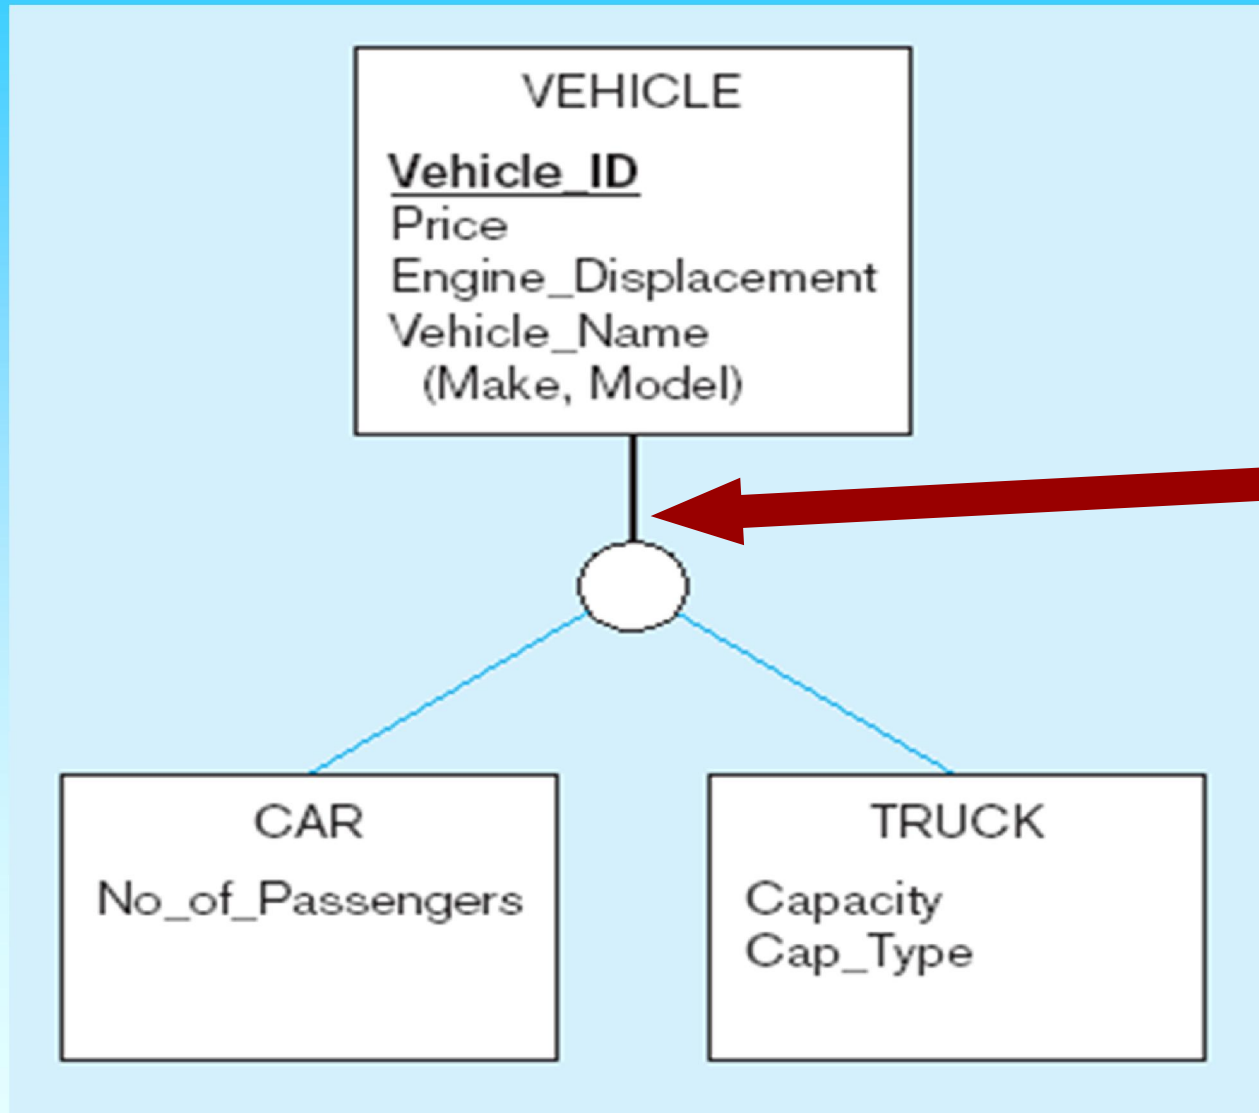 VEHICLE
Vehicle_ID
Price
Engine_Displacement
Vehicle_Name
(Make, Model)
CAR
No_of_Passengers
TRUCK
Capacity
Cap_Type